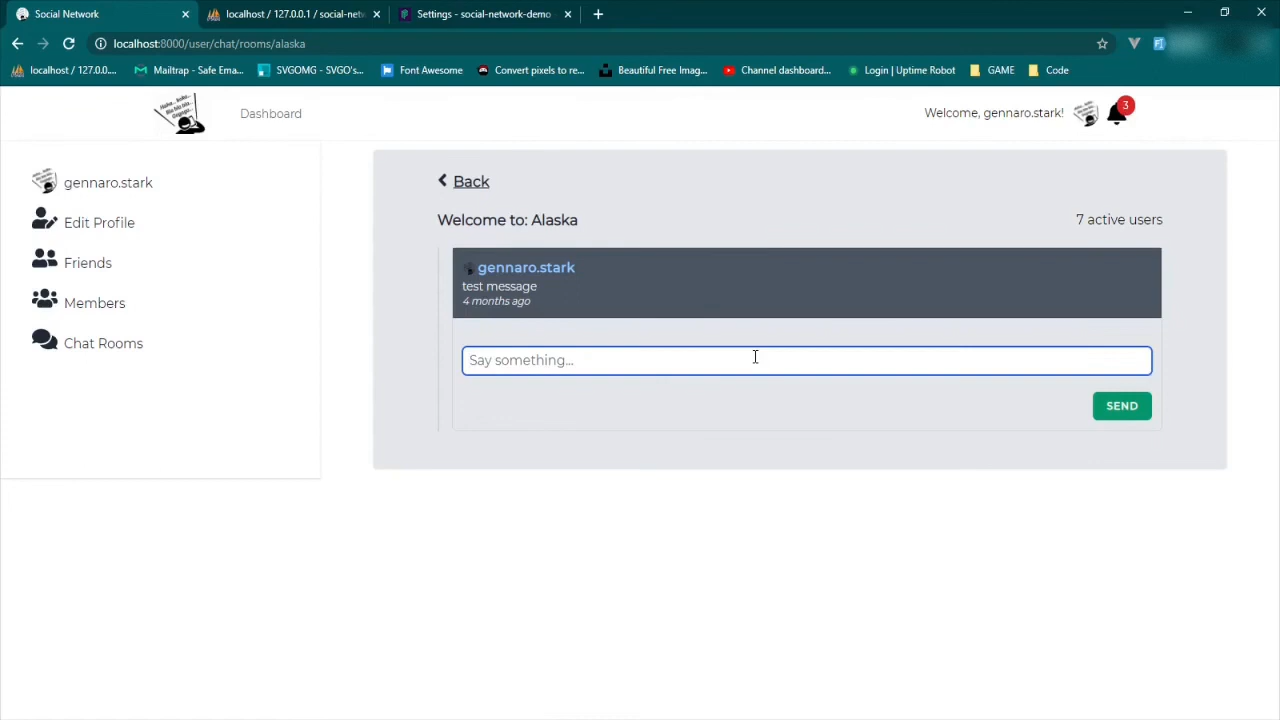 Social Network
localhost / 127.0.0.1 / social-netw
Settings - social-network-demo
localhost:8000/user/chat/rooms/alaska
localhost / 127.0.0....
Mailtrap - Safe Ema...
SVGOMG - SVGO's...
Font Awesome
Convert pixels to re...
Beautiful Free Imag...
Channel dashboard...
Login | Uptime Robot
GAME
Code
Dashboard
Welcome, gennaro.stark!
3
gennaro.stark
Edit Profile
Friends
Members
Chat Rooms
Back
Welcome to: Alaska
7 active users
gennaro.stark
test message
4 months ago
Say something...
SEND